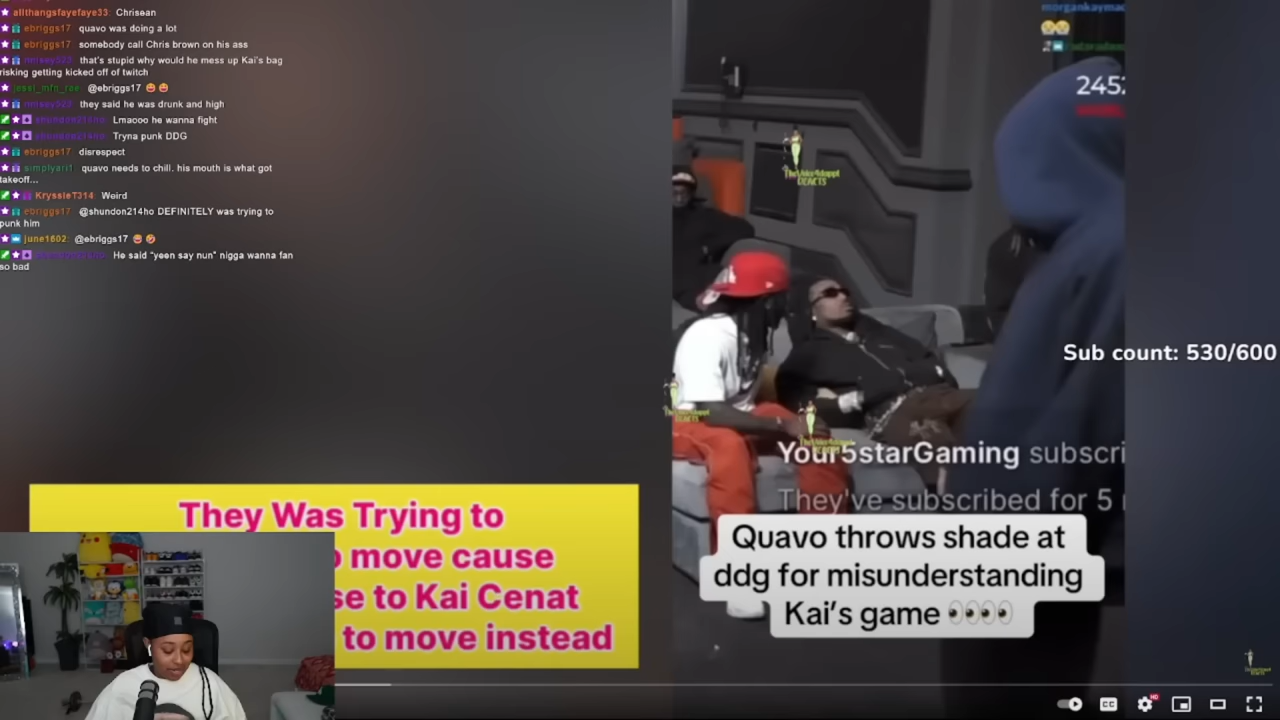 allthangsfayefaye33: Chrisean
ebriggs17 quavo was doing a lot
ebriggs17 somebody call Chris brown on his ass
that's stupid why would he mess up Kai's bag
risking getting kicked off of twitch
@ebriggs17
they said he was drunk and high
Lmaooo he wanna fight
Tryna punk DDG
ebriggs17 disrespect
simplyari1 quavo needs to chill. his mouth is what got
takeoff...
KryssieT314 Weird
ebriggs17 @shundon214ho DEFINITELY was trying to
punk him
june1602: @ebriggs17
He said "yeen say nun" nigga wanna fan
so bad
morgankaymac
2452
Sub count: 530/600
Your5starGaming subscri
They've subscribed for 5
Quavo throws shade at
ddg for misunderstanding
Kai's game 👀👀
They Was Trying to
move cause
se to Kai Cenat
to move instead
CC
HD